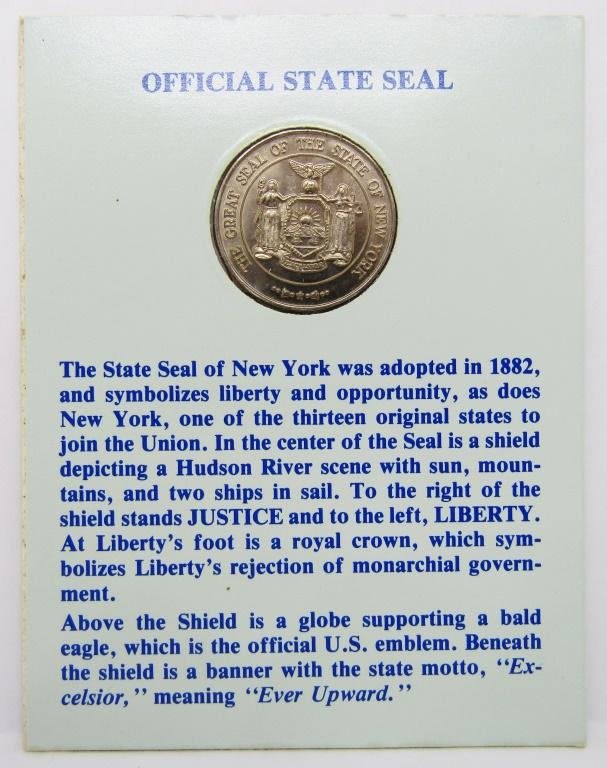 OFFICIAL STATE SEAL
THE GREAT SEAL OF THE STATE OF NEW YORK
The State Seal of New York was adopted in 1882,
and symbolizes liberty and opportunity, as does
New York, one of the thirteen original states to
join the Union. In the center of the Seal is a shield
depicting a Hudson River scene with sun, moun-
tains, and two ships in sail. To the right of the
shield stands JUSTICE and to the left, LIBERTY.
At Liberty's foot is a royal crown, which sym-
bolizes Liberty's rejection of monarchial govern-
ment.
Above the Shield is a globe supporting a bald
eagle, which is the official U.S. emblem. Beneath
the shield is a banner with the state motto, "Ex-
celsior," meaning "Ever Upward."